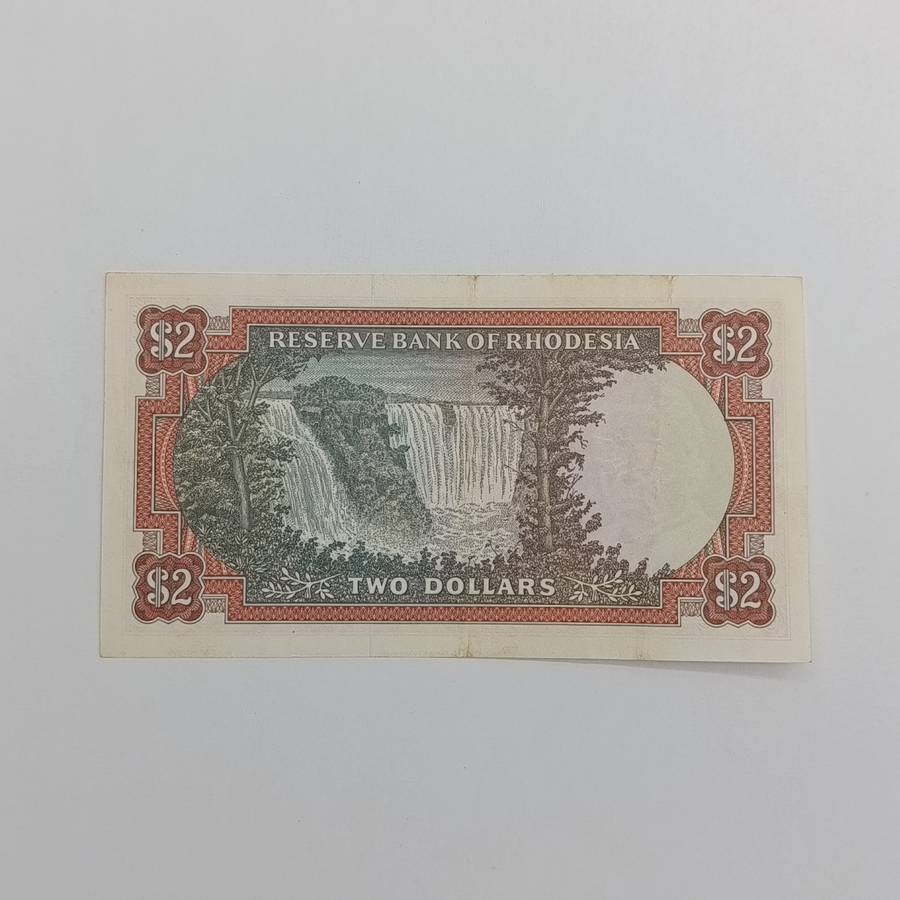 $2 $2
RESERVE BANK OF RHODESIA
TWO DOLLARS
$2 $2